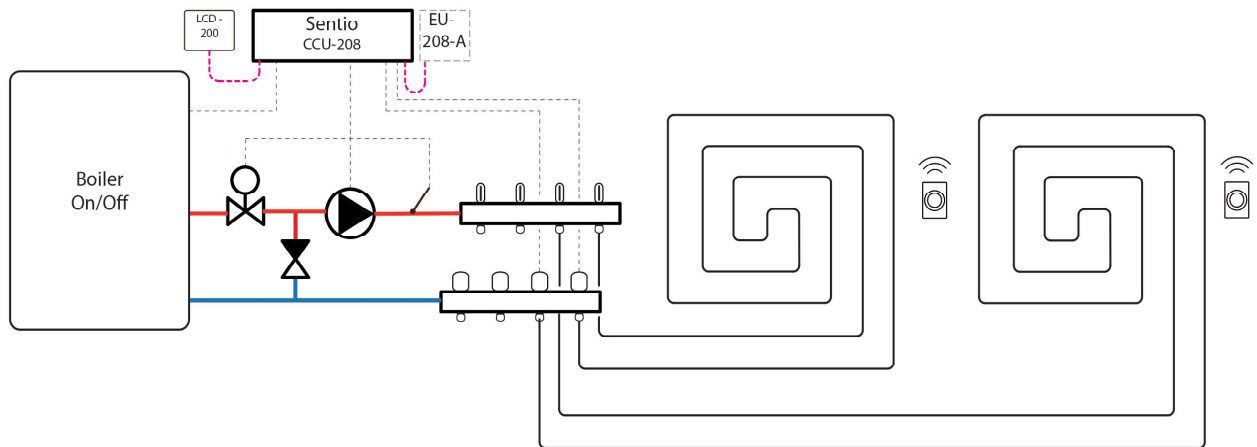 LCD -
200
Sentio
CCU-208
EU-
208-A
Boiler
On/Off